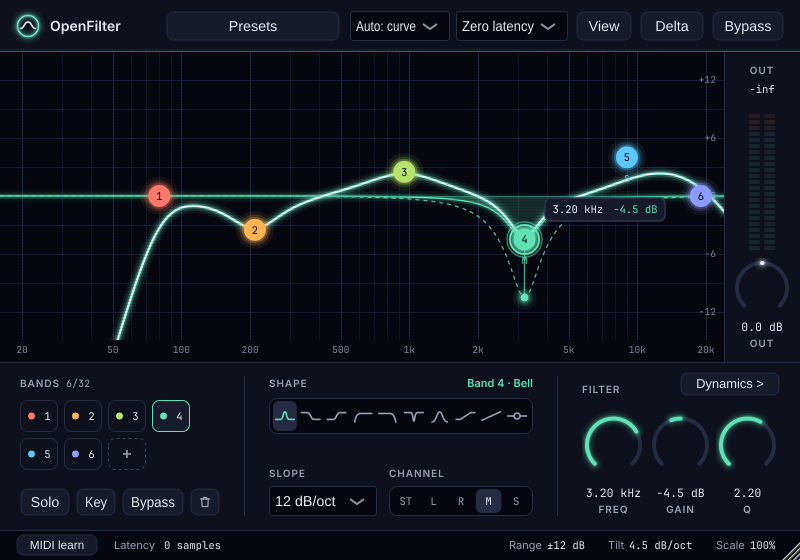 OpenFilter Presets Auto: curve Zero latency View Delta Bypass
OUT
-inf
+12
+6
-6
-12
1
2
3
4
5
S
6
3.20 kHz -4.5 dB
20 50 100 200 500 1k 2k 5k 10k 20k
0.0 dB
OUT
BANDS 6/32
1 2 3 4
5 6 +
Solo Key Bypass
SHAPE Band 4 · Bell
SLOPE CHANNEL
12 dB/oct ST L R M S
FILTER Dynamics >
3.20 kHz -4.5 dB 2.20
FREQ GAIN Q
MIDI learn Latency 0 samples Range ±12 dB Tilt 4.5 dB/oct Scale 100%